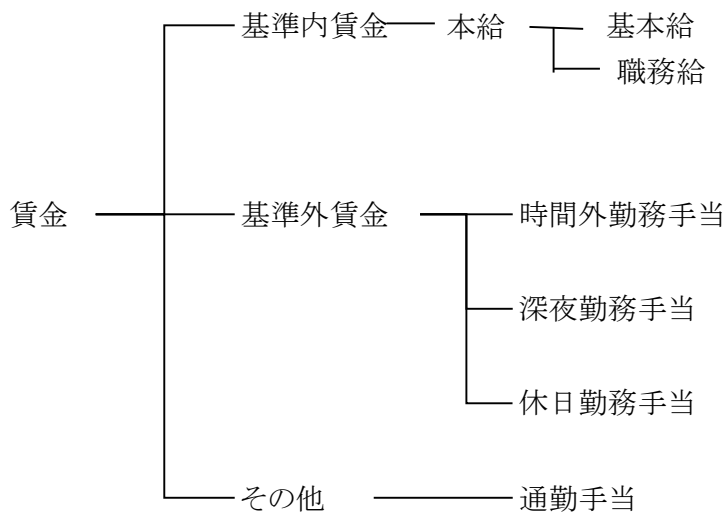 基準内賃金 本給 基本給
職務給
賃金 基準外賃金 時間外勤務手当
深夜勤務手当
休日勤務手当
その他 通勤手当